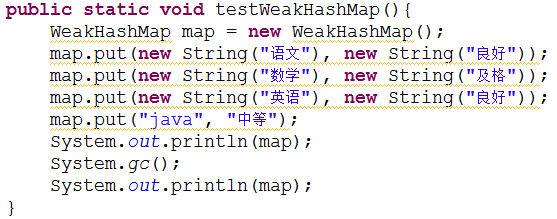 public static void testWeakHashMap(){
WeakHashMap map = new WeakHashMap();
map.put(new String("语文"), new String("良好"));
map.put(new String("数学"), new String("及格"));
map.put(new String("英语"), new String("良好"));
map.put("java", "中等");
System.out.println(map);
System.gc();
System.out.println(map);
}